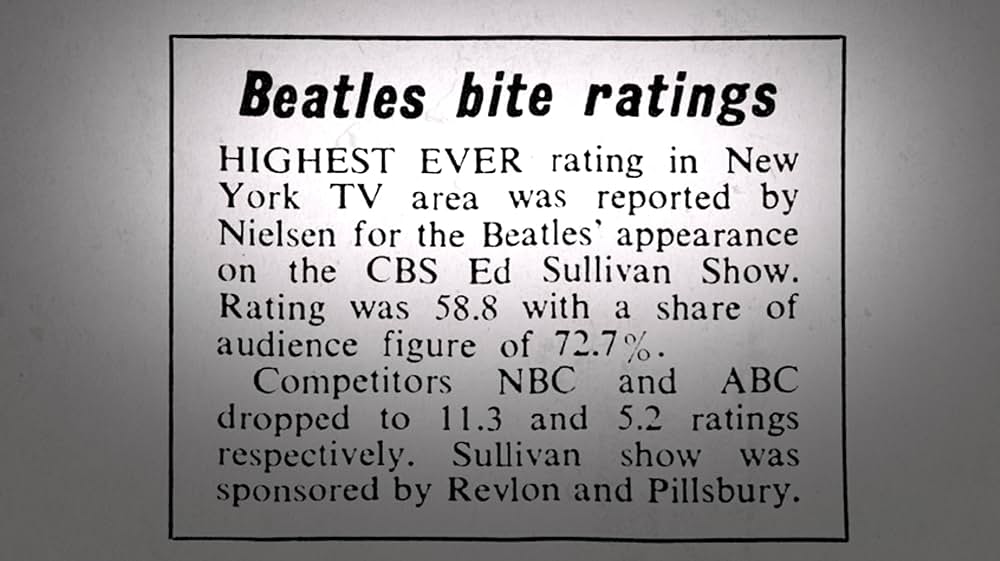 Beatles bite ratings
HIGHEST EVER rating in New
York TV area was reported by
Nielsen for the Beatles' appearance
on the CBS Ed Sullivan Show.
Rating was 58.8 with a share of
audience figure of 72.7%.
Competitors NBC and ABC
dropped to 11.3 and 5.2 ratings
respectively. Sullivan show was
sponsored by Revlon and Pillsbury.